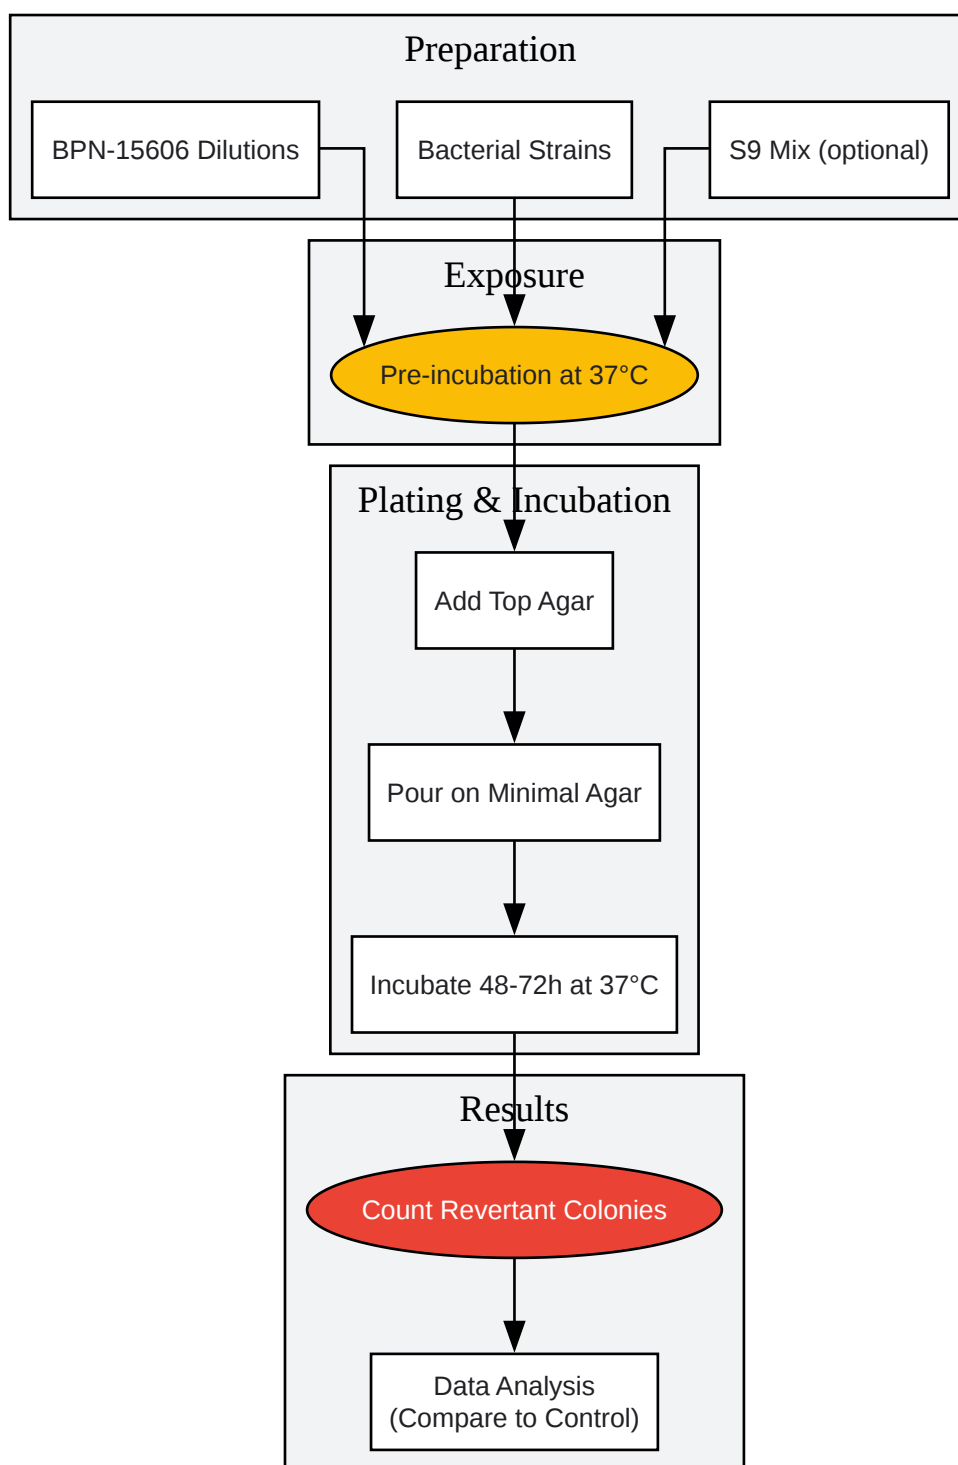 Preparation
BPN-15606 Dilutions
Bacterial Strains
S9 Mix (optional)
Exposure
Pre-incubation at 37°C
Plating & Incubation
Add Top Agar
Pour on Minimal Agar
Incubate 48-72h at 37°C
Results
Count Revertant Colonies
Data Analysis
(Compare to Control)